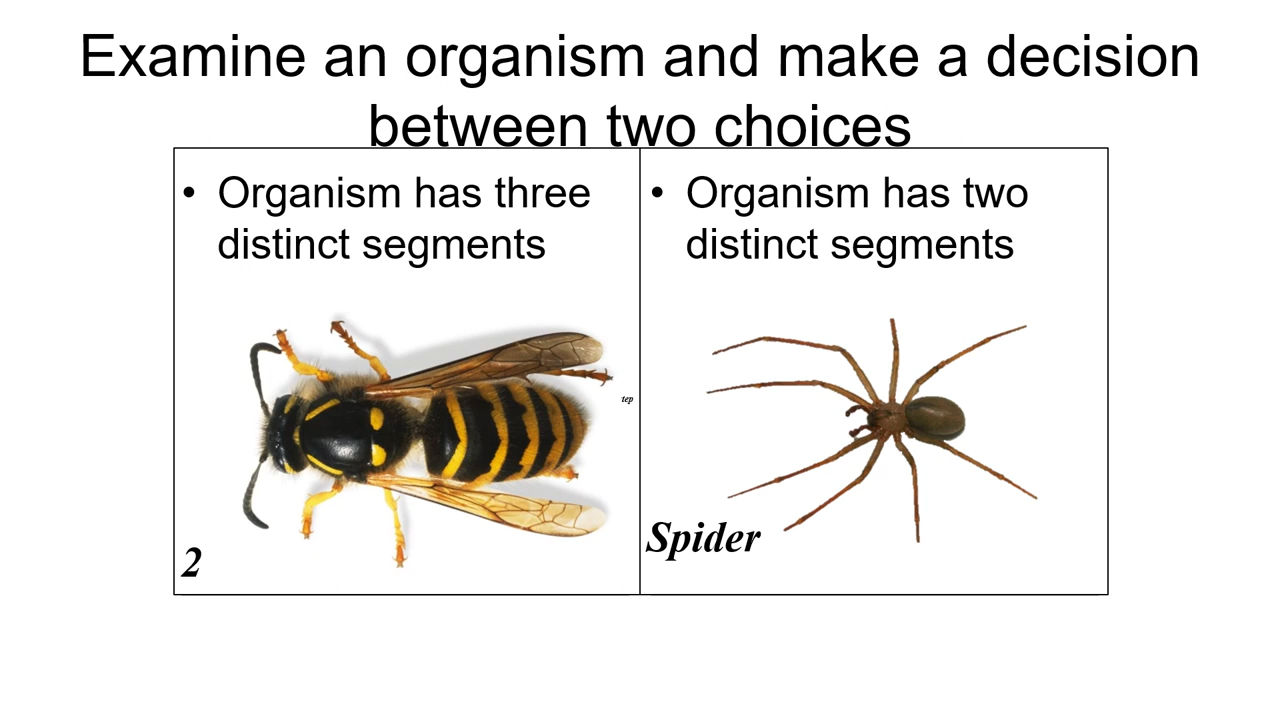 Examine an organism and make a decision
between two choices
• Organism has three
distinct segments
tep
2
• Organism has two
distinct segments
Spider